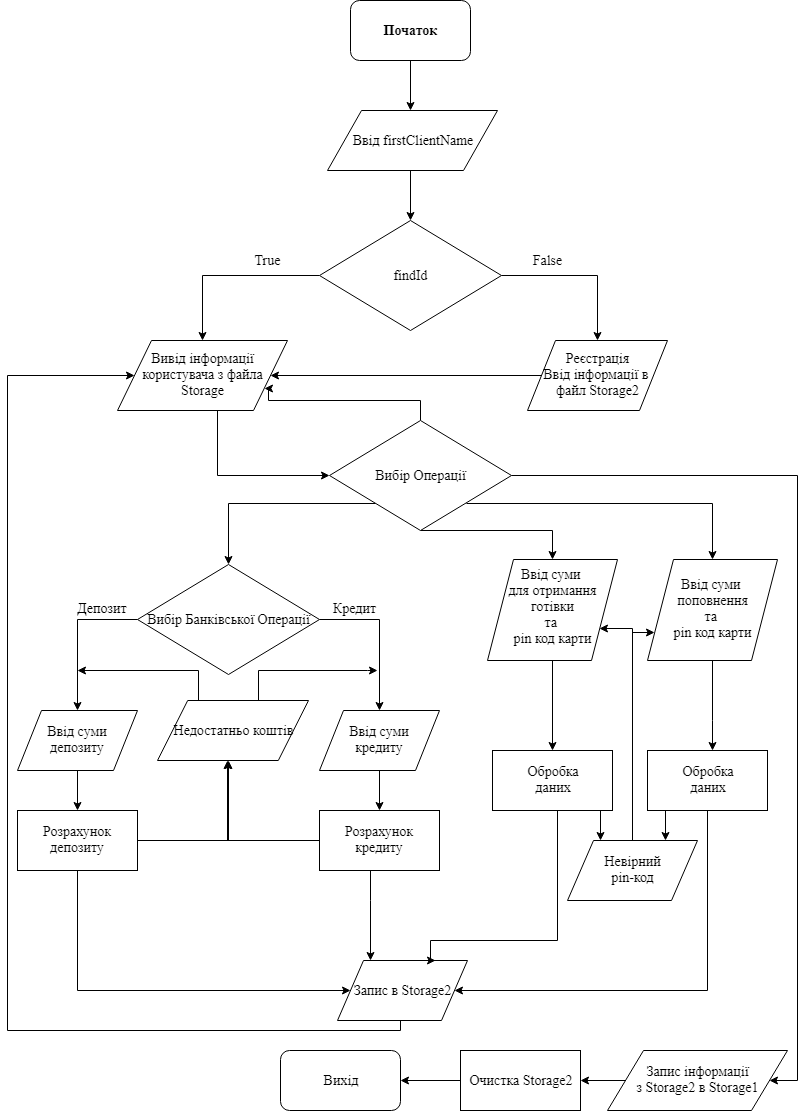 Початок
Ввід firstClientName
findId
True
False
Вивід інформації
користувача з файла
Storage
Реєстрація
Ввід інформації в
файл Storage2
Вибір Операції
Вибір Банківської Операції
Депозит
Кредит
Ввід суми
для отримання
готівки
та
pin код карти
Ввід суми
поповнення
та
pin код карти
Ввід суми
депозиту
Недостатньо коштів
Ввід суми
кредиту
Обробка
даних
Обробка
даних
Розрахунок
депозиту
Розрахунок
кредиту
Невірний
pin-код
Запис в Storage2
Вихід
Очистка Storage2
Запис інформації
з Storage2 в Storage1